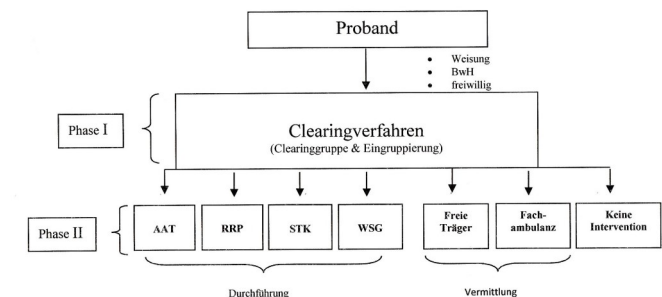 Proband
• Weisung
• BwH
• freiwillig
Phase I
Clearingverfahren
(Clearinggruppe & Eingruppierung)
Phase II
AAT
RRP
STK
WSG
Freie
Träger
Fach-
ambulanz
Keine
Intervention
Durchführung
Vermittlung